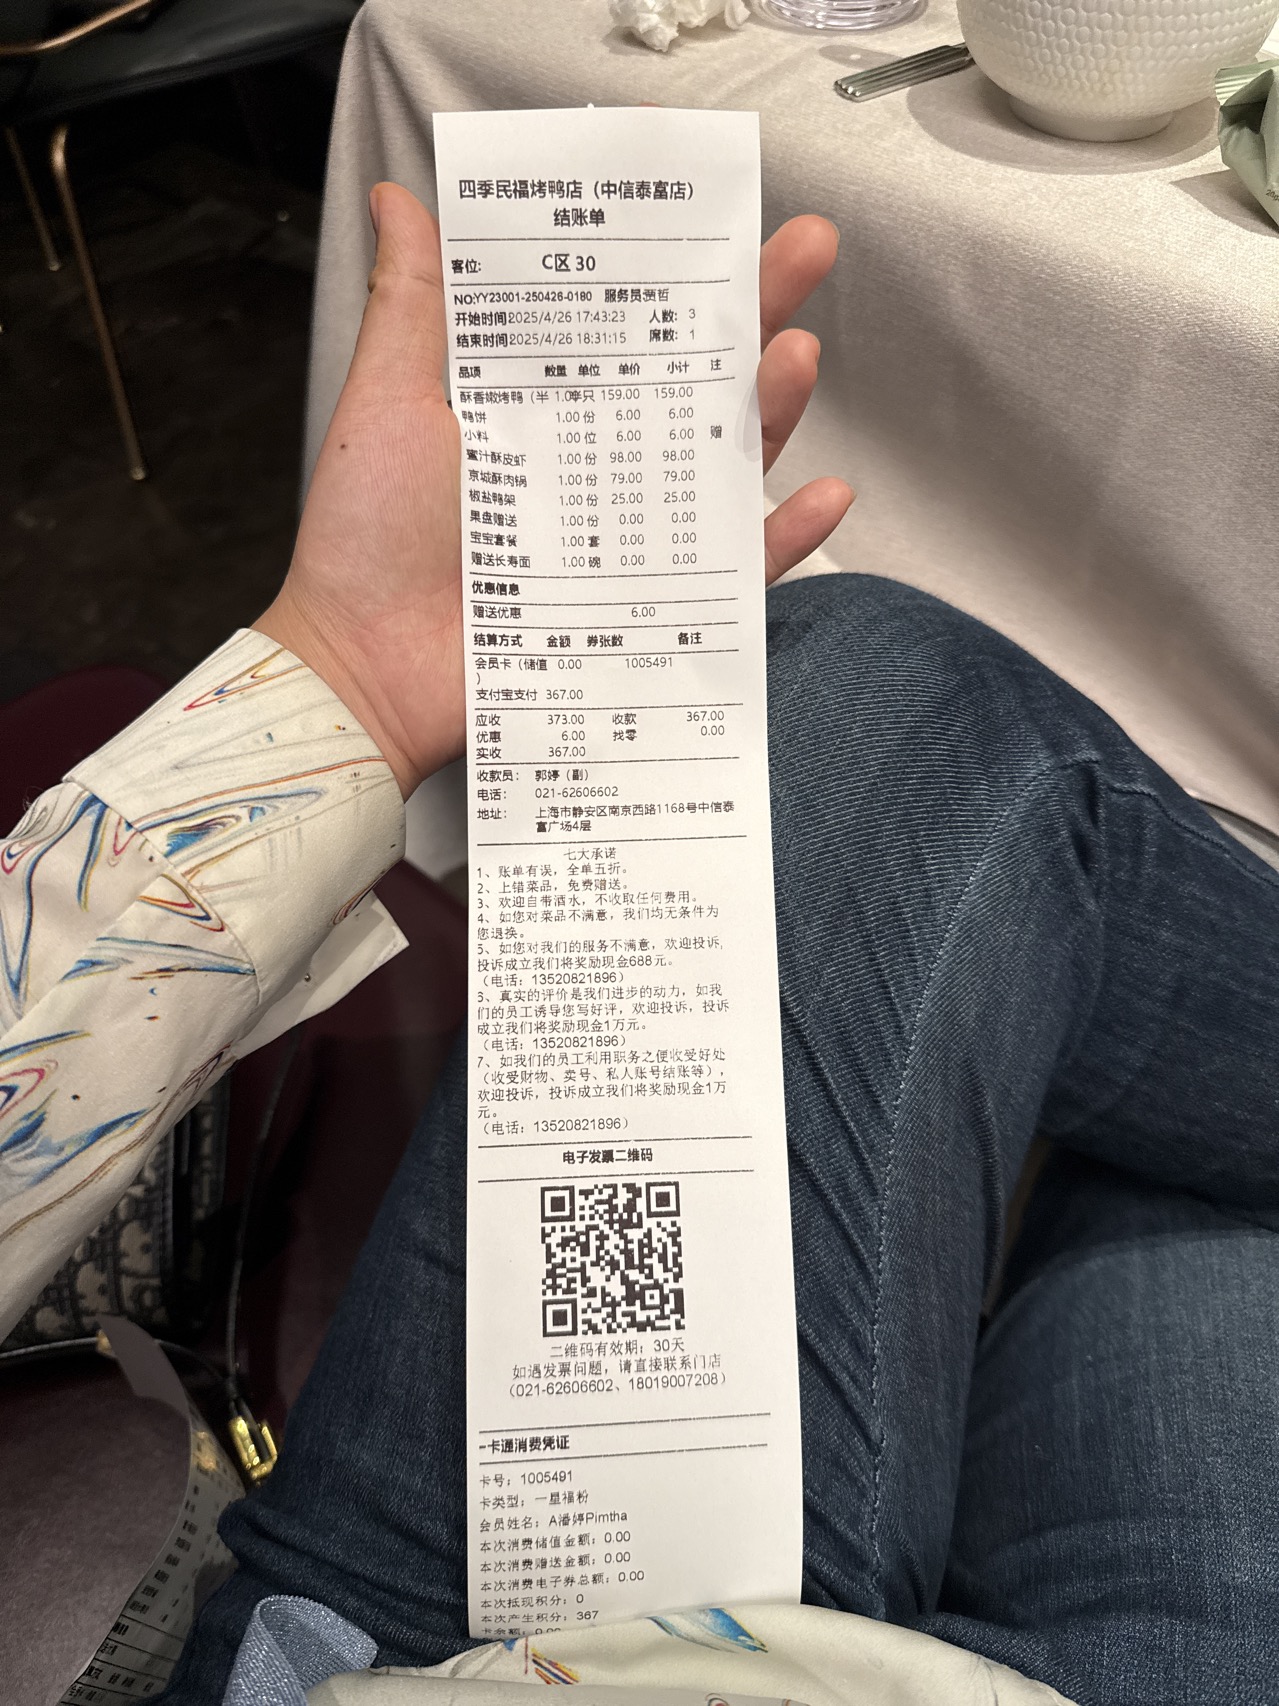 四季民福烤鸭店（中信泰富店）
结账单
客位: C区 30
NO:YY23001-250426-0180 服务员:贾哲
开始时间2025/4/26 17:43:23 人数: 3
结束时间2025/4/26 18:31:15 席数: 1
品项 数量 单位 单价 小计 注
酥香嫩烤鸭（半 1.00半只 159.00 159.00
鸭饼 1.00 份 6.00 6.00
小料 1.00 位 6.00 6.00 赠
蜜汁酥皮虾 1.00 份 98.00 98.00
京城酥肉锅 1.00 份 79.00 79.00
椒盐鸭架 1.00 份 25.00 25.00
果盘赠送 1.00 份 0.00 0.00
宝宝套餐 1.00 套 0.00 0.00
赠送长寿面 1.00 碗 0.00 0.00
优惠信息
赠送优惠 6.00
结算方式 金额 券张数 备注
会员卡（储值 0.00 1005491
）
支付宝支付 367.00
应收 373.00 收款 367.00
优惠 6.00 找零 0.00
实收 367.00
收款员: 郭婷（副）
电话: 021-62606602
地址: 上海市静安区南京西路1168号中信泰
富广场4层
七大承诺
1、账单有误，全单五折。
2、上错菜品，免费赠送。
3、欢迎自带酒水，不收取任何费用。
4、如您对菜品不满意，我们均无条件为
您退换。
5、如您对我们的服务不满意，欢迎投诉，
投诉成立我们将奖励现金688元。
（电话：13520821896）
6、真实的评价是我们进步的动力，如我
们的员工诱导您写好评，欢迎投诉，投诉
成立我们将奖励现金1万元。
（电话：13520821896）
7、如我们的员工利用职务之便收受好处
（收受财物、卖号、私人账号结账等），
欢迎投诉，投诉成立我们将奖励现金1万
元。
（电话：13520821896）
电子发票二维码
二维码有效期：30天
如遇发票问题，请直接联系门店
（021-62606602、18019007208）
一卡通消费凭证
卡号：1005491
卡类型：一星福粉
会员姓名：A潘婷Pimtha
本次消费储值金额：0.00
本次消费赠送金额：0.00
本次消费电子券总额：0.00
本次抵现积分：0
本次产生积分：367
卡余额：0.00